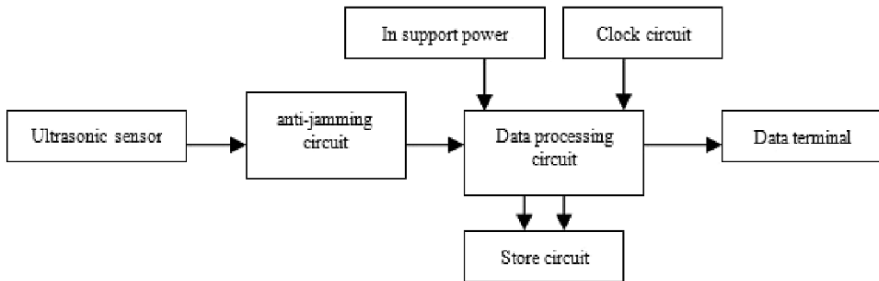 In support power
Clock circuit
Ultrasonic sensor
anti-jamming
circuit
Data processing
circuit
Data terminal
Store circuit